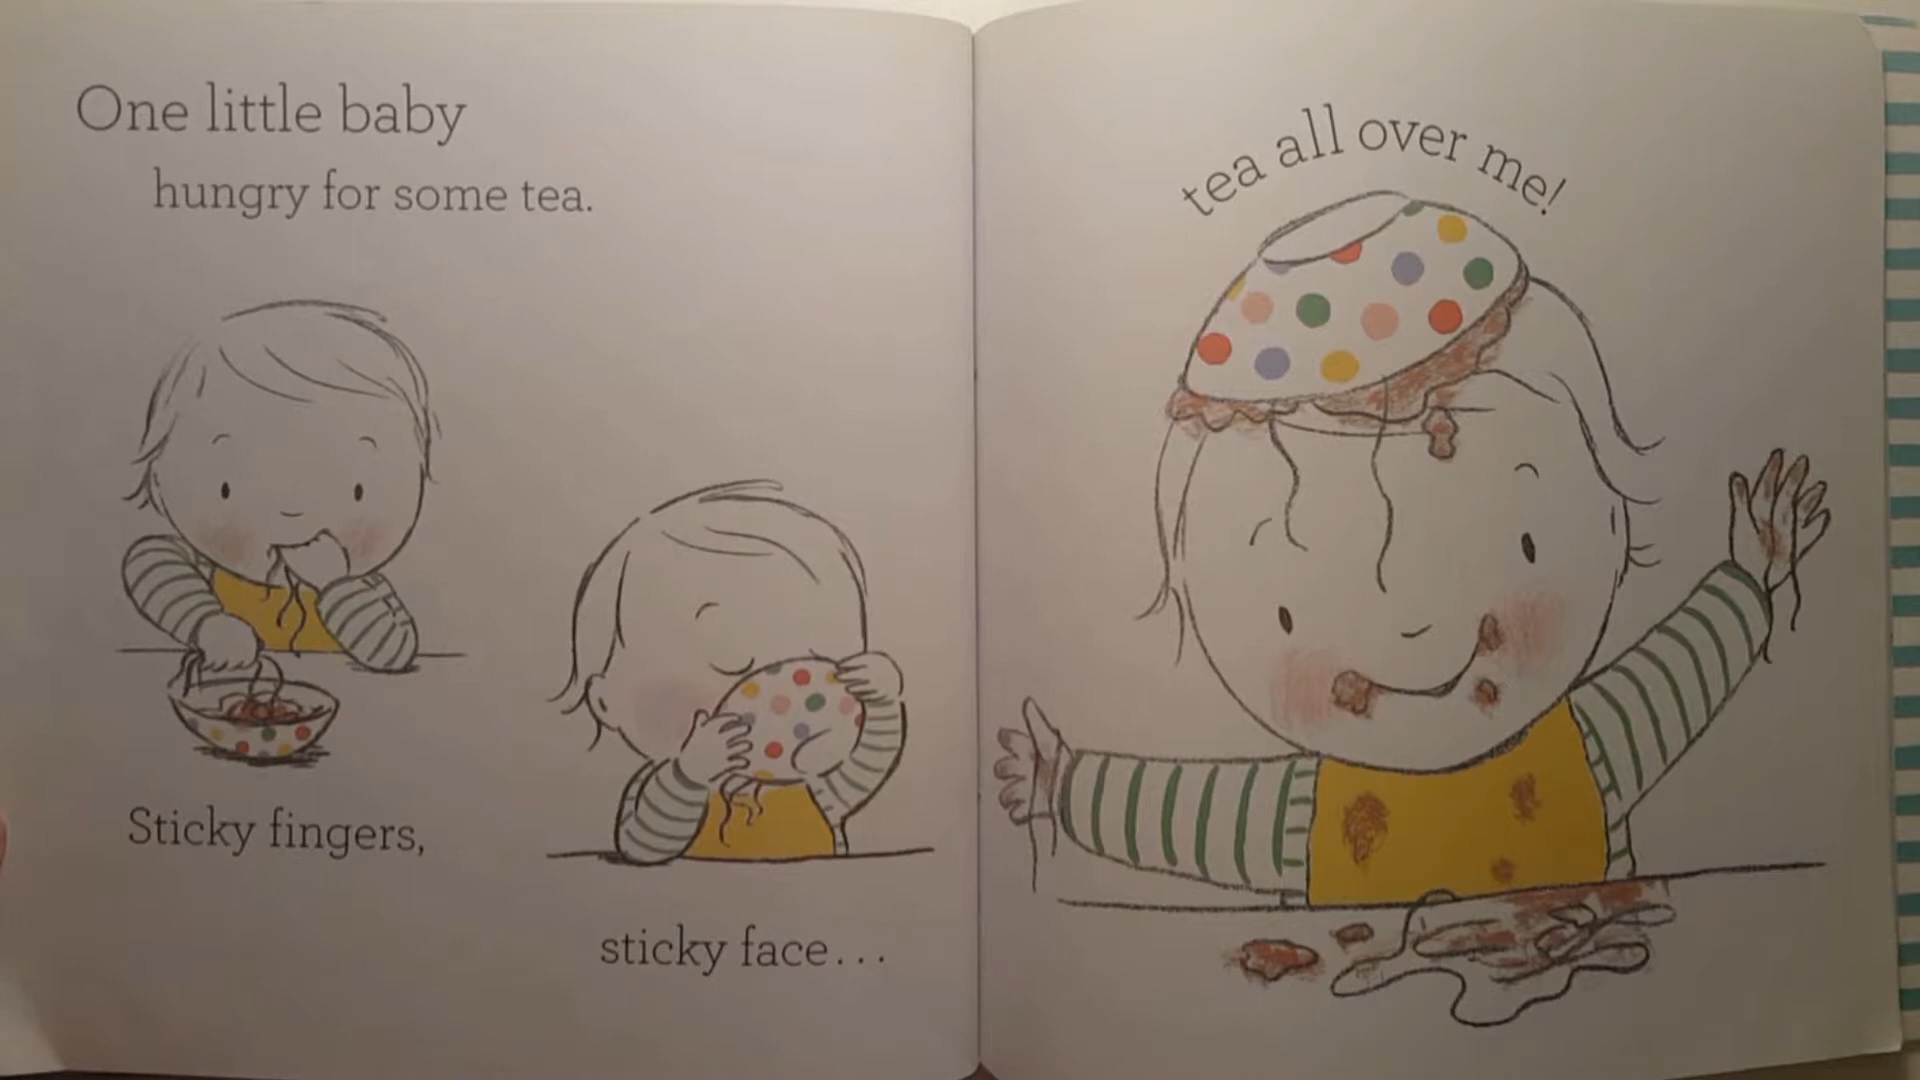 One little baby
hungry for some tea.
Sticky fingers,
sticky face...
tea all over me!